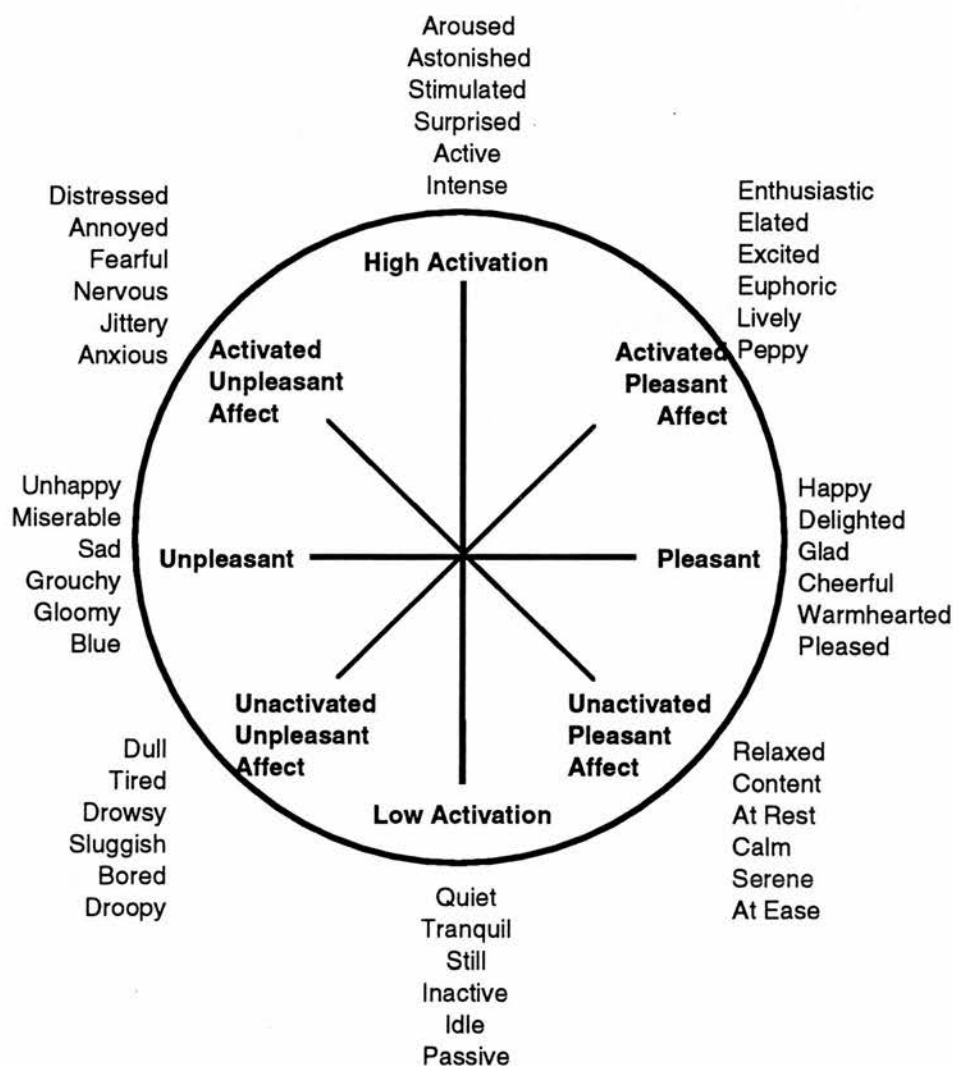 Aroused
Astonished
Stimulated
Surprised
Active
Intense
Distressed
Annoyed
Fearful
Nervous
Jittery
Anxious
Enthusiastic
Elated
Excited
Euphoric
Lively
Peppy
High Activation
Activated
Unpleasant
Affect
Activated
Pleasant
Affect
Unhappy
Miserable
Sad
Grouchy
Gloomy
Blue
Unpleasant
Pleasant
Happy
Delighted
Glad
Cheerful
Warmhearted
Pleased
Unactivated
Unpleasant
Affect
Unactivated
Pleasant
Affect
Low Activation
Dull
Tired
Drowsy
Sluggish
Bored
Droopy
Relaxed
Content
At Rest
Calm
Serene
At Ease
Quiet
Tranquil
Still
Inactive
Idle
Passive